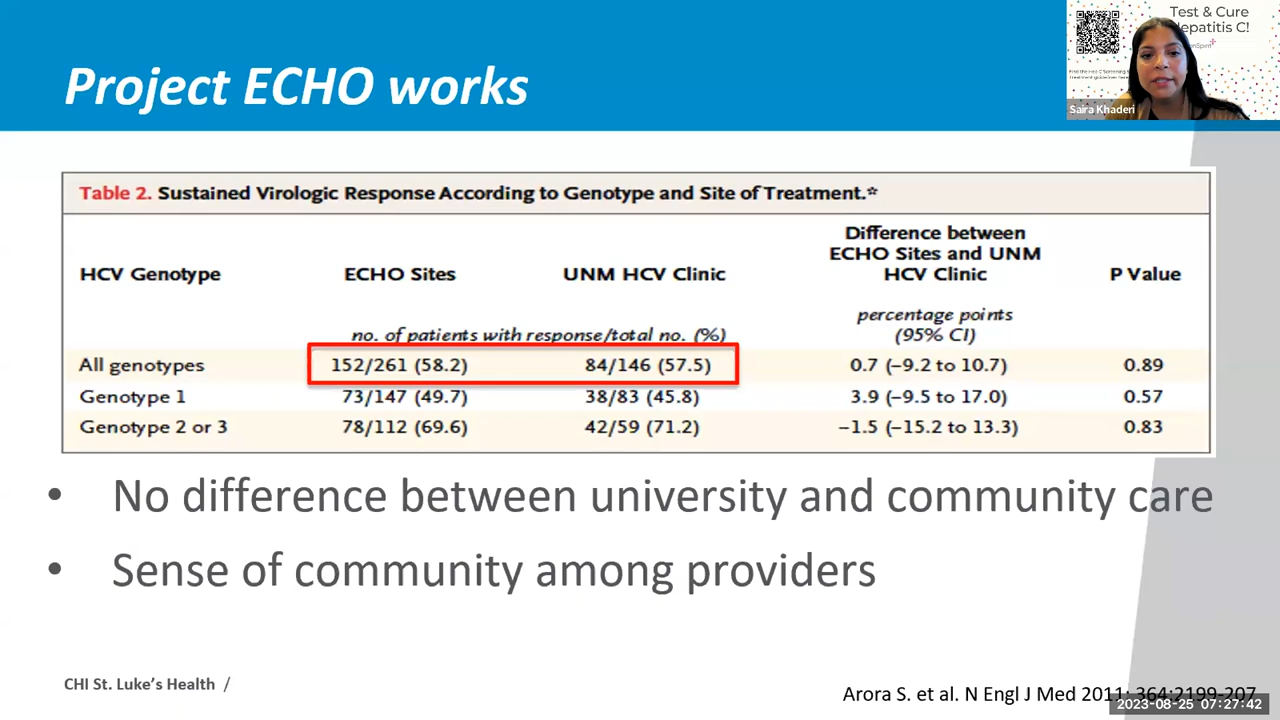 Project ECHO works
Test & Cure
Hepatitis C!
Saira Khaderi
Table 2. Sustained Virologic Response According to Genotype and Site of Treatment.*
HCV Genotype ECHO Sites UNM HCV Clinic Difference between ECHO Sites and UNM HCV Clinic P Value
no. of patients with response/total no. (%) percentage points (95% CI)
All genotypes 152/261 (58.2) 84/146 (57.5) 0.7 (−9.2 to 10.7) 0.89
Genotype 1 73/147 (49.7) 38/83 (45.8) 3.9 (−9.5 to 17.0) 0.57
Genotype 2 or 3 78/112 (69.6) 42/59 (71.2) −1.5 (−15.2 to 13.3) 0.83
• No difference between university and community care
• Sense of community among providers
CHI St. Luke's Health /
Arora S. et al. N Engl J Med 2011; 364:2199-207
2023-08-25 07:27:42